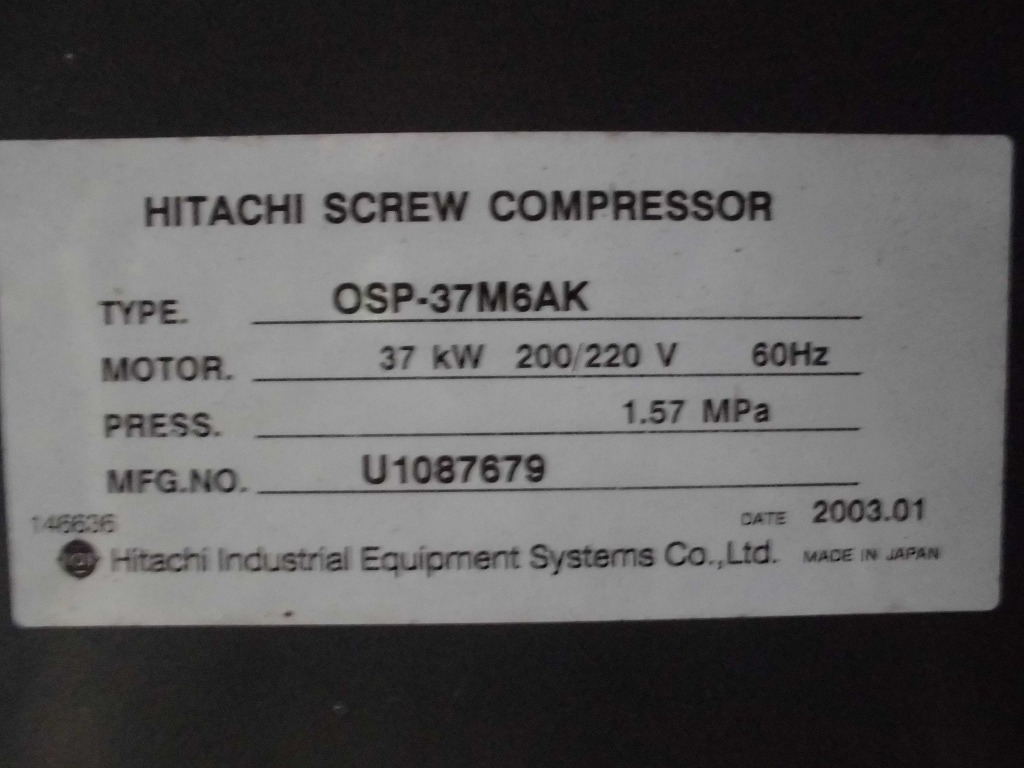 HITACHI SCREW COMPRESSOR
TYPE. OSP-37M6AK
MOTOR. 37 kW 200/220 V 60Hz
PRESS. 1.57 MPa
MFG.NO. U1087679
146636 DATE 2003.01
Hitachi Industrial Equipment Systems Co.,Ltd. MADE IN JAPAN